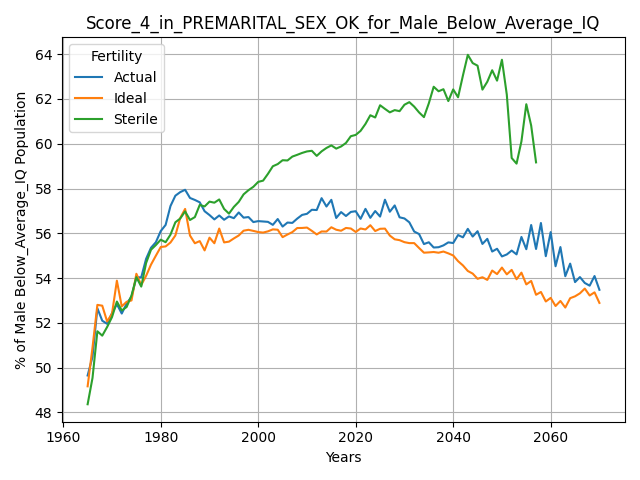 Score_4_in_PREMARITAL_SEX_OK_for_Male_Below_Average_IQ
Fertility
Actual
Ideal
Sterile
% of Male Below_Average_IQ Population
64
62
60
58
56
54
52
50
48
1960
1980
2000
2020
2040
2060
Years